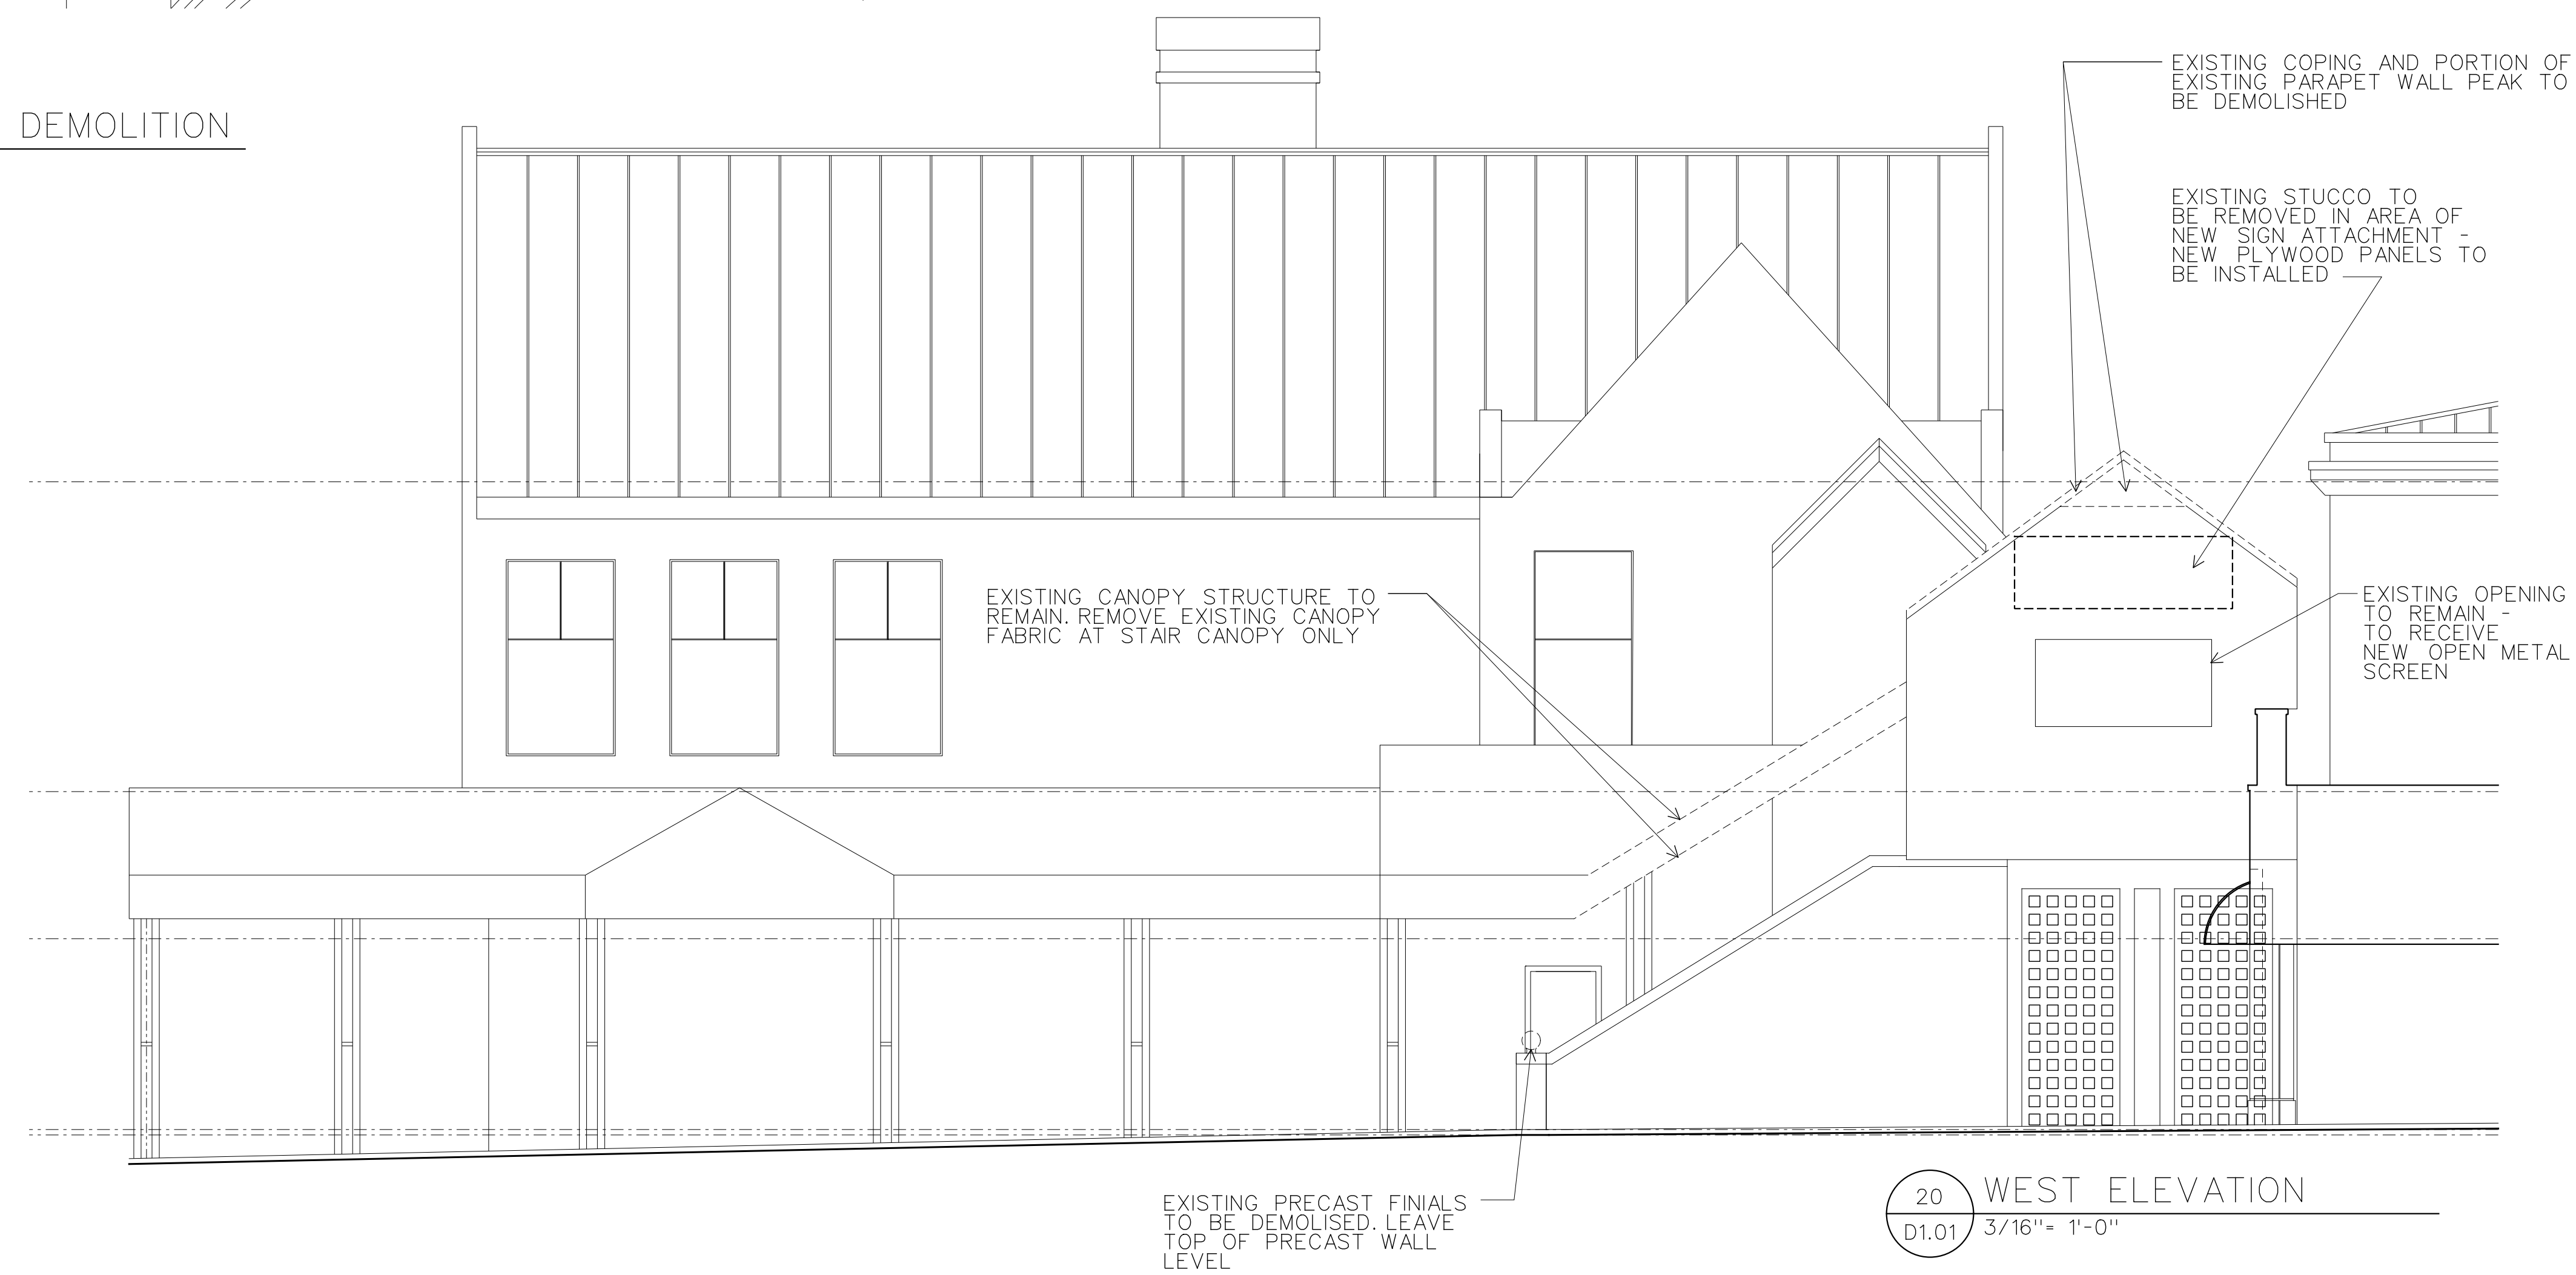 DEMOLITION
EXISTING COPING AND PORTION OF
EXISTING PARAPET WALL PEAK TO
BE DEMOLISHED
EXISTING STUCCO TO
BE REMOVED IN AREA OF
NEW SIGN ATTACHMENT -
NEW PLYWOOD PANELS TO
BE INSTALLED
EXISTING CANOPY STRUCTURE TO
REMAIN. REMOVE EXISTING CANOPY
FABRIC AT STAIR CANOPY ONLY
EXISTING OPENING
TO REMAIN -
TO RECEIVE
NEW OPEN METAL
SCREEN
EXISTING PRECAST FINIALS
TO BE DEMOLISED. LEAVE
TOP OF PRECAST WALL
LEVEL
20
D1.01
WEST ELEVATION
3/16"= 1'-0"